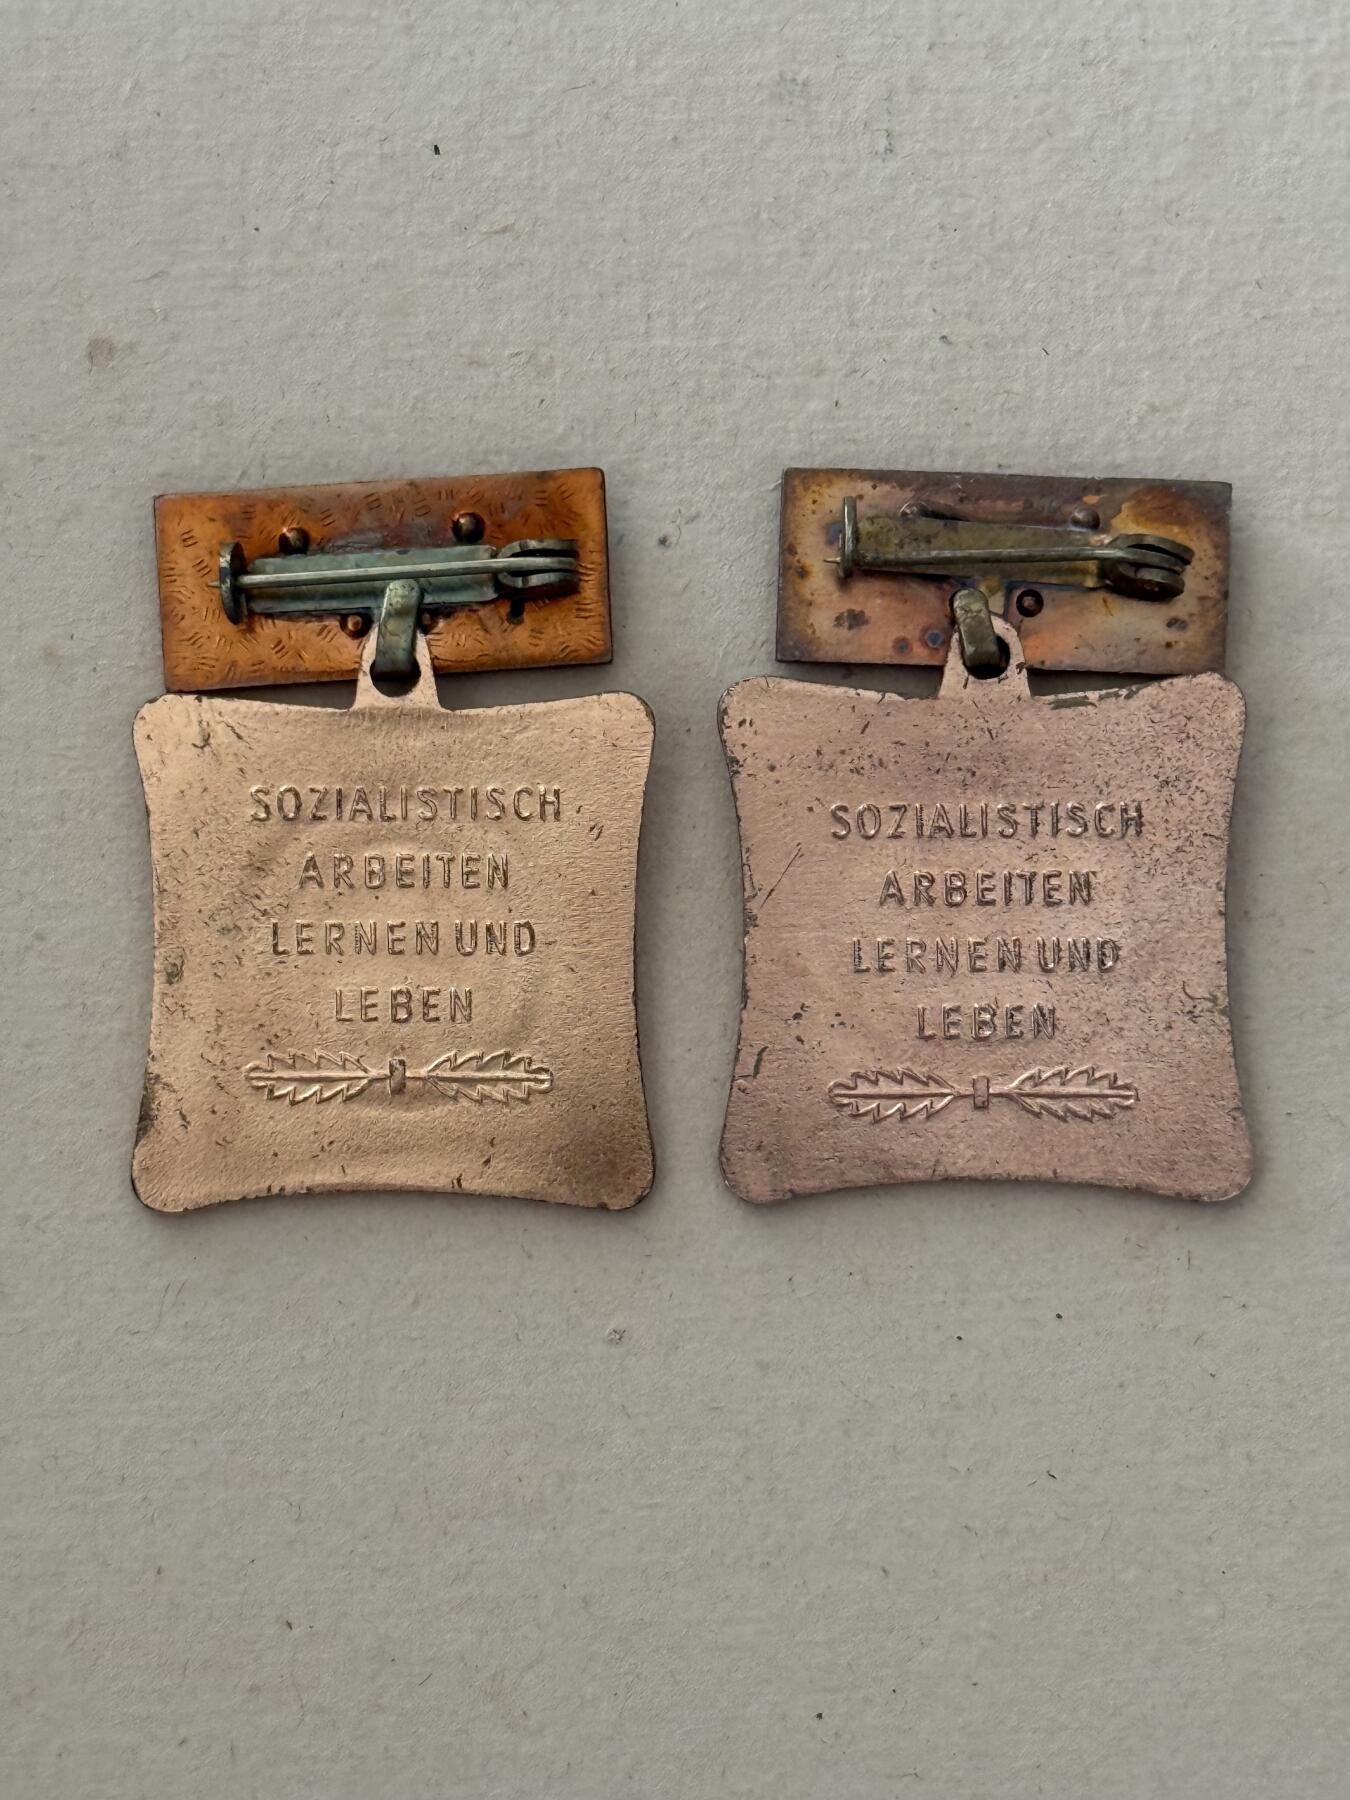 SOZIALISTISCH
ARBEITEN
LERNEN UND
LEBEN
SOZIALISTISCH
ARBEITEN
LERNEN UND
LEBEN